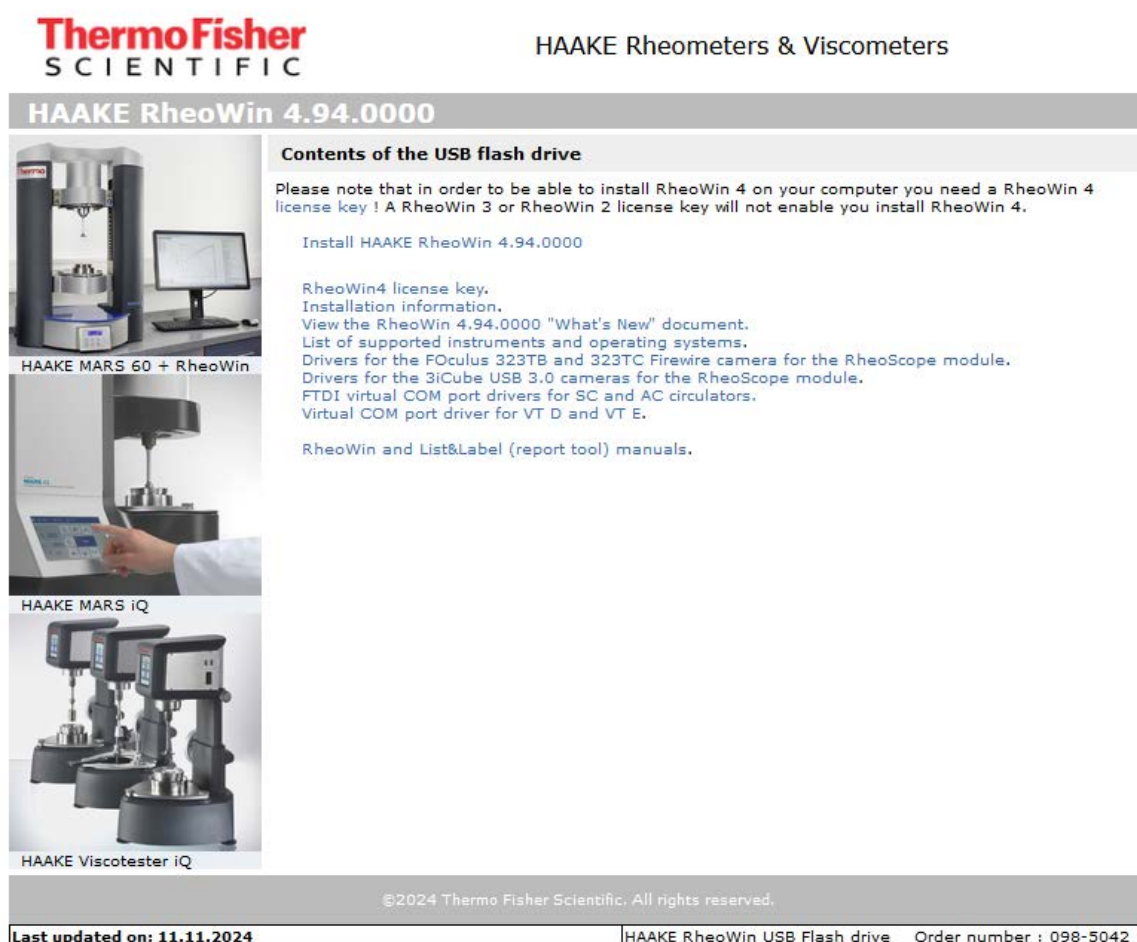 ThermoFisher
SCIENTIFIC
HAAKE Rheometers & Viscometers
HAAKE RheoWin 4.94.0000
Contents of the USB flash drive
Please note that in order to be able to install RheoWin 4 on your computer you need a RheoWin 4
license key ! A RheoWin 3 or RheoWin 2 license key will not enable you install RheoWin 4.
Install HAAKE RheoWin 4.94.0000
RheoWin4 license key.
Installation information.
View the RheoWin 4.94.0000 "What's New" document.
List of supported instruments and operating systems.
Drivers for the FOculus 323TB and 323TC Firewire camera for the RheoScope module.
Drivers for the 3iCube USB 3.0 cameras for the RheoScope module.
FTDI virtual COM port drivers for SC and AC circulators.
Virtual COM port driver for VT D and VT E.
RheoWin and List&Label (report tool) manuals.
Thermo
HAAKE MARS 60 + RheoWin
MARS iQ
HAAKE MARS iQ
HAAKE Viscotester iQ
©2024 Thermo Fisher Scientific. All rights reserved.
Last updated on: 11.11.2024
HAAKE RheoWin USB Flash drive Order number : 098-5042